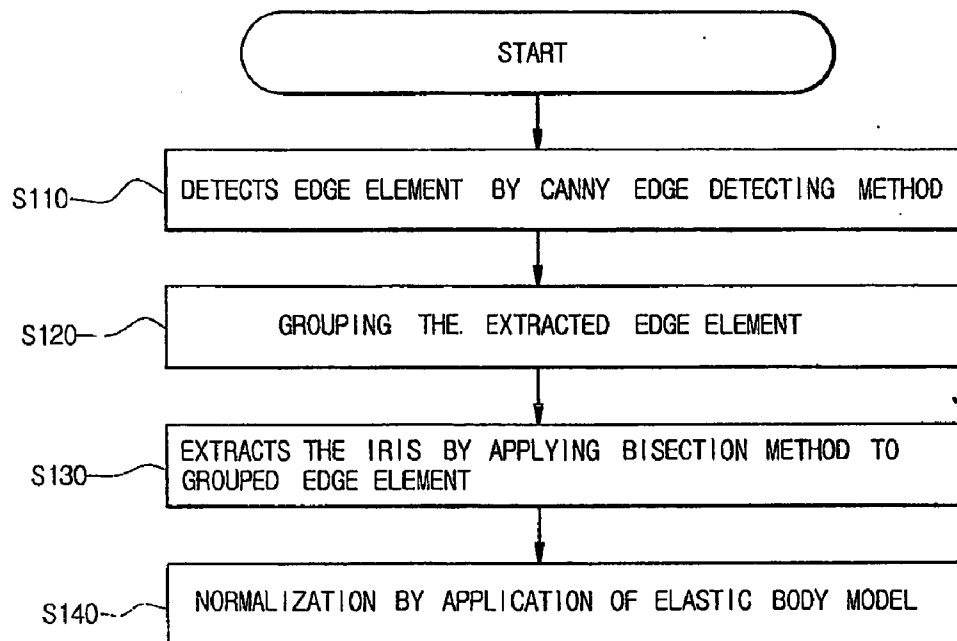 START
S110
DETECTS EDGE ELEMENT BY CANNY EDGE DETECTING METHOD
S120
GROUPING THE EXTRACTED EDGE ELEMENT
S130
EXTRACTS THE IRIS BY APPLYING BISECTION METHOD TO
GROUPED EDGE ELEMENT
S140
NORMALIZATION BY APPLICATION OF ELASTIC BODY MODEL